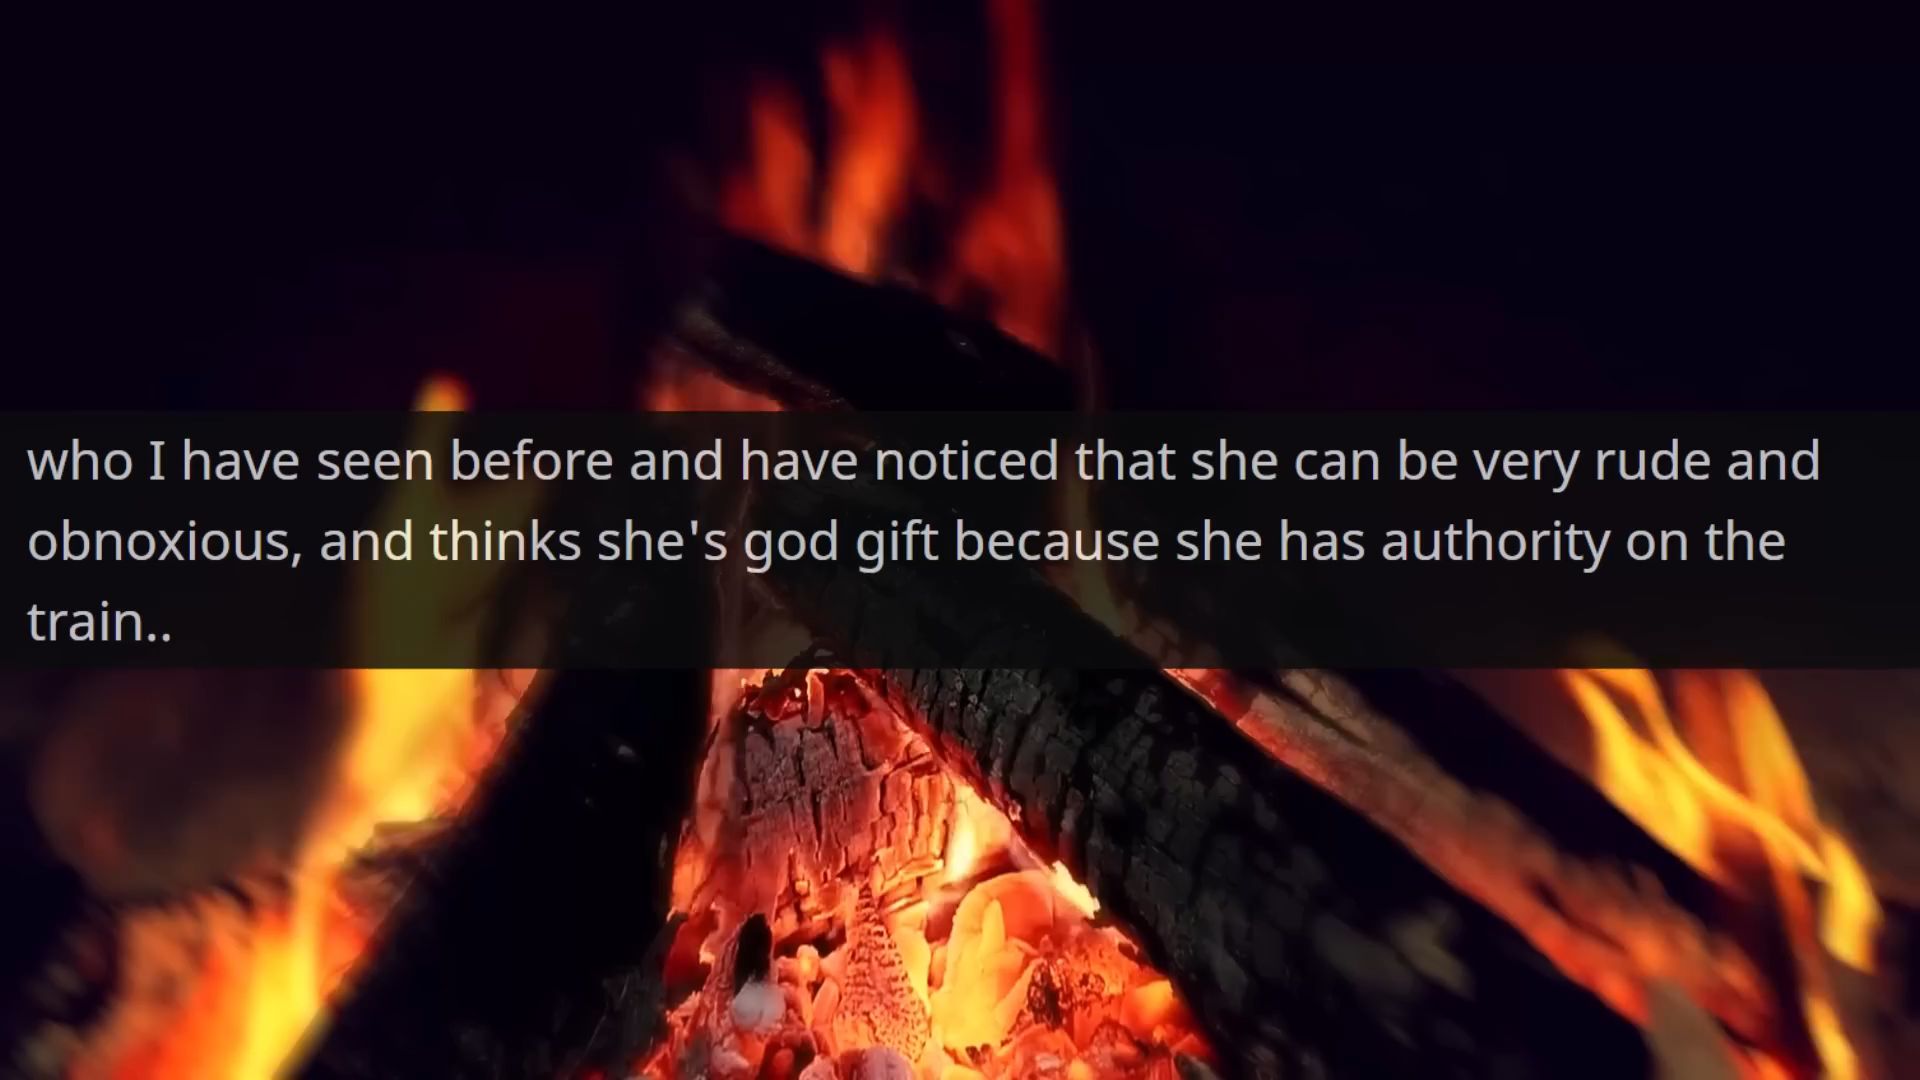 who I have seen before and have noticed that she can be very rude and
obnoxious, and thinks she's god gift because she has authority on the
train..